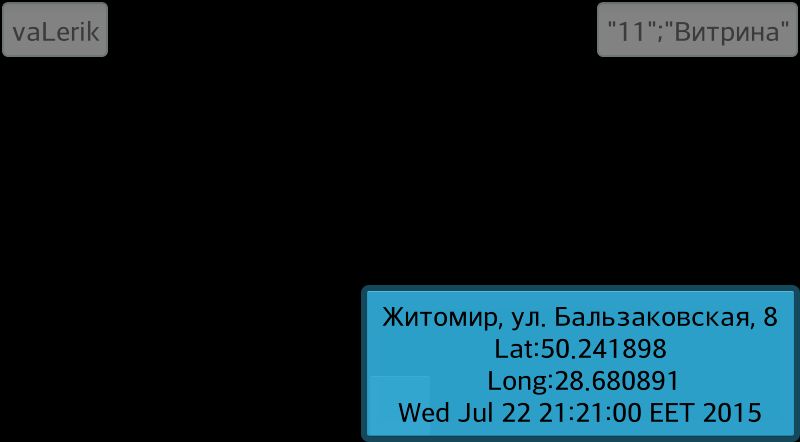 vaLerik
"11";"Витрина"
Житомир, ул. Бальзаковская, 8
Lat:50.241898
Long:28.680891
Wed Jul 22 21:21:00 EET 2015